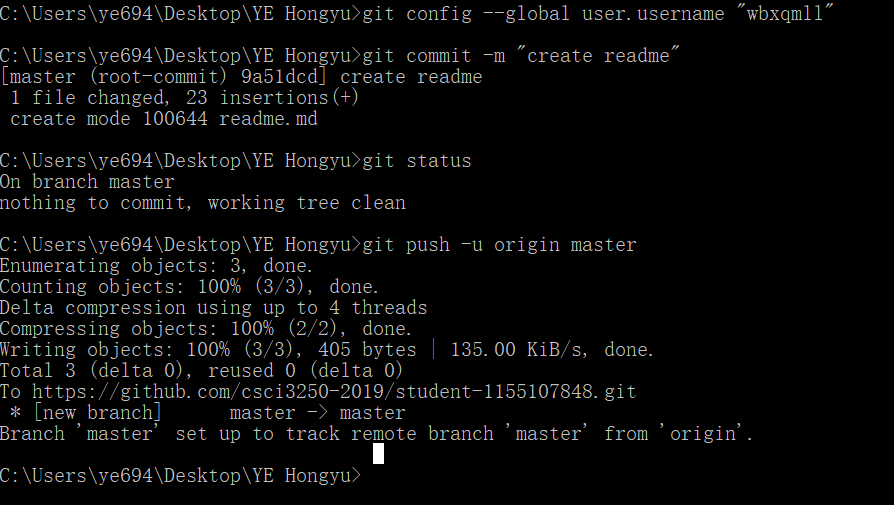 C:\Users\ye694\Desktop\YE Hongyu>git config --global user.username "wbxqmll"
C:\Users\ye694\Desktop\YE Hongyu>git commit -m "create readme"
[master (root-commit) 9a51dcd] create readme
 1 file changed, 23 insertions(+)
 create mode 100644 readme.md
C:\Users\ye694\Desktop\YE Hongyu>git status
On branch master
nothing to commit, working tree clean
C:\Users\ye694\Desktop\YE Hongyu>git push -u origin master
Enumerating objects: 3, done.
Counting objects: 100% (3/3), done.
Delta compression using up to 4 threads
Compressing objects: 100% (2/2), done.
Writing objects: 100% (3/3), 405 bytes | 135.00 KiB/s, done.
Total 3 (delta 0), reused 0 (delta 0)
To https://github.com/csci3250-2019/student-1155107848.git
 * [new branch]      master -> master
Branch 'master' set up to track remote branch 'master' from 'origin'.
C:\Users\ye694\Desktop\YE Hongyu>